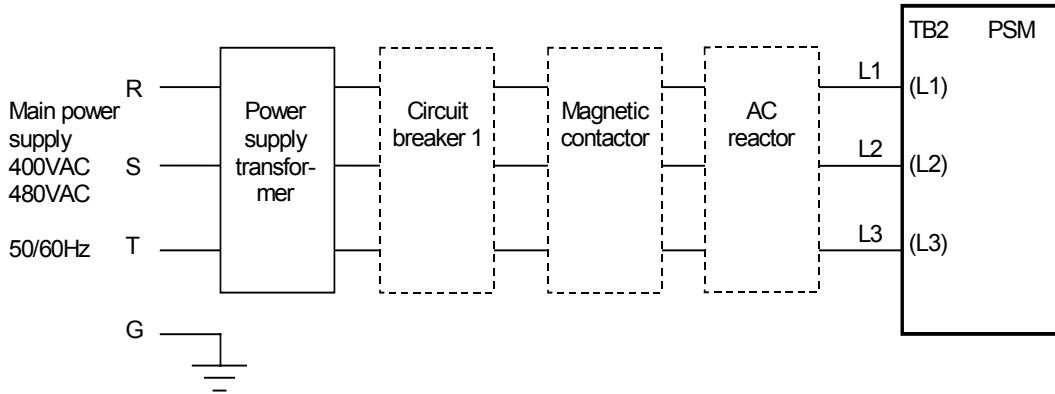 TB2 PSM
R
L1
(L1)
Main power
supply
400VAC
480VAC
Power
supply
transfor-
mer
Circuit
breaker 1
Magnetic
contactor
AC
reactor
S
L2
(L2)
50/60Hz
T
L3
(L3)
G